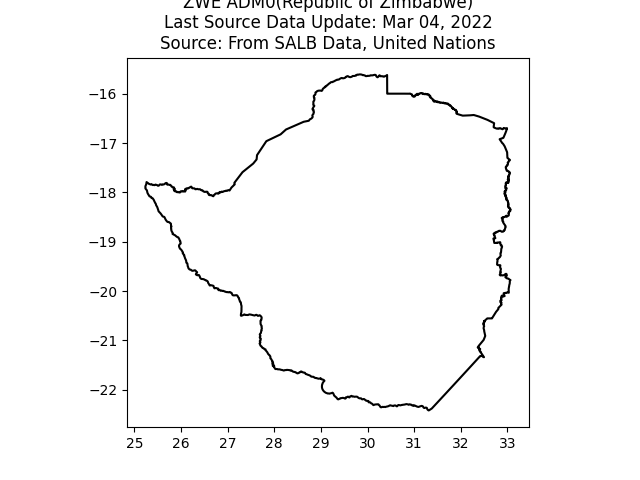 ZWE ADM0(Republic of Zimbabwe)
Last Source Data Update: Mar 04, 2022
Source: From SALB Data, United Nations
−16
−17
−18
−19
−20
−21
−22
25 26 27 28 29 30 31 32 33